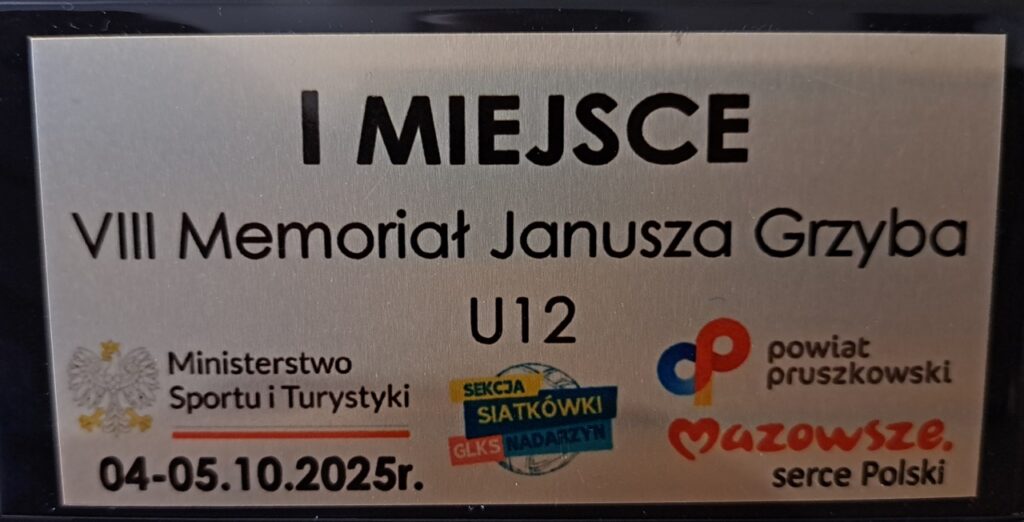 I MIEJSCE
VIII Memoriał Janusza Grzyba
U12
Ministerstwo
Sportu i Turystyki
04-05.10.2025r.
SEKCJA
SIATKÓWKI
GLKS NADARZYN
powiat
pruszkowski
Mazowsze.
serce Polski